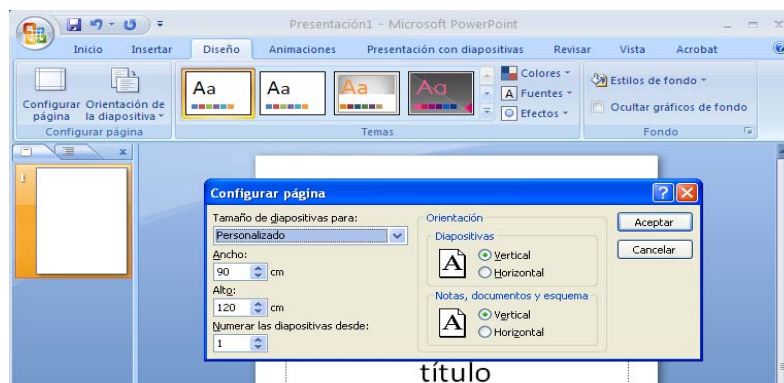 Presentación1 - Microsoft PowerPoint
Inicio Insertar Diseño Animaciones Presentación con diapositivas Revisar Vista Acrobat
Configurar página
Orientación de la diapositiva
Configurar página
Aa Aa Aa Aa
Temas
Colores
Fuentes
Efectos
Estilos de fondo
Ocultar gráficos de fondo
Fondo
1
Configurar página
Tamaño de diapositivas para:
Personalizado
Ancho:
90 cm
Alto:
120 cm
Numerar las diapositivas desde:
1
Orientación
Diapositivas
A
Vertical
Horizontal
Notas, documentos y esquema
A
Vertical
Horizontal
Aceptar
Cancelar
título